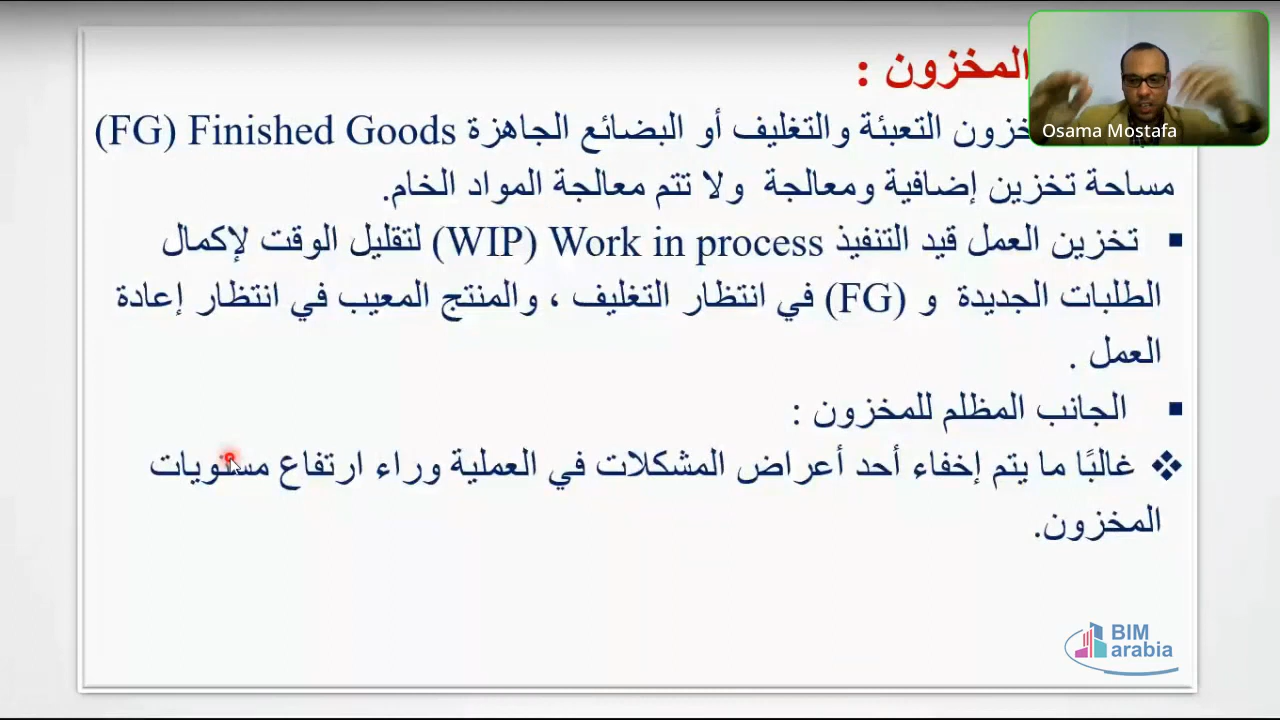 المخزون :
Osama Mostafa
التعبئة والتغليف أو البضائع الجاهزة Finished Goods (FG)
مساحة تخزين إضافية ومعالجة ولا تتم معالجة المواد الخام.
▪ تخزين العمل قيد التنفيذ Work in process (WIP) لتقليل الوقت لإكمال
الطلبات الجديدة و (FG) في انتظار التغليف ، والمنتج المعيب في انتظار إعادة
العمل .
▪ الجانب المظلم للمخزون :
❖ غالبًا ما يتم إخفاء أحد أعراض المشكلات في العملية وراء ارتفاع مستويات
المخزون.
BIM
arabia